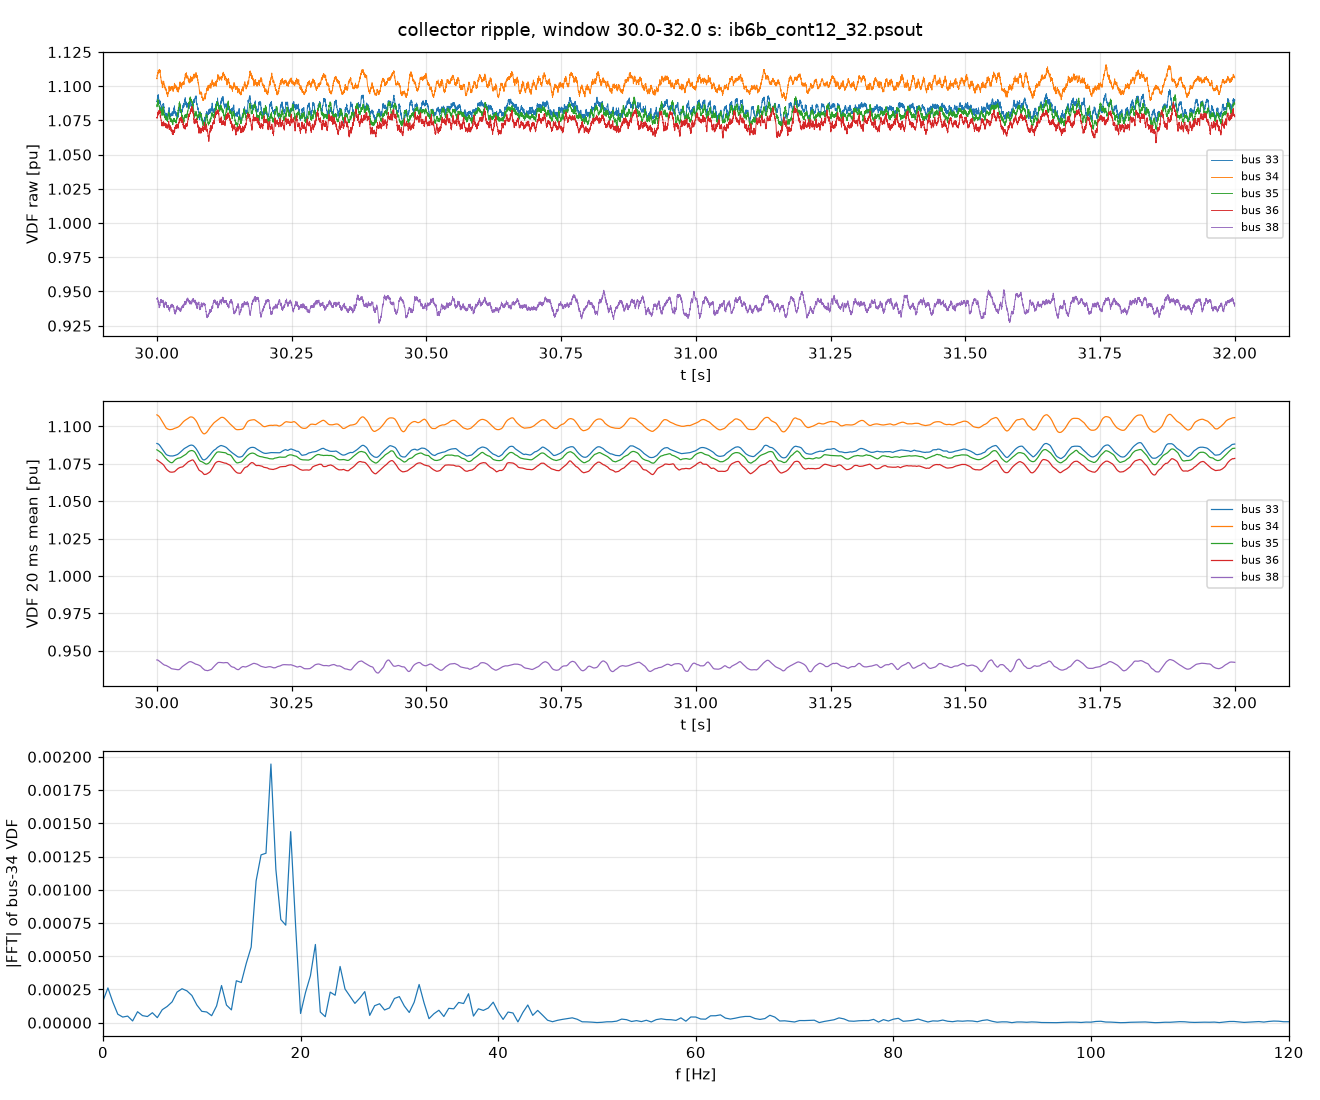 collector ripple, window 30.0-32.0 s: ib6b_cont12_32.psout
VDF raw [pu]
1.125
1.100
1.075
1.050
1.025
1.000
0.975
0.950
0.925
bus 33
bus 34
bus 35
bus 36
bus 38
30.00 30.25 30.50 30.75 31.00 31.25 31.50 31.75 32.00
t [s]
VDF 20 ms mean [pu]
1.100
1.075
1.050
1.025
1.000
0.975
0.950
bus 33
bus 34
bus 35
bus 36
bus 38
30.00 30.25 30.50 30.75 31.00 31.25 31.50 31.75 32.00
t [s]
|FFT| of bus-34 VDF
0.00200
0.00175
0.00150
0.00125
0.00100
0.00075
0.00050
0.00025
0.00000
0 20 40 60 80 100 120
f [Hz]